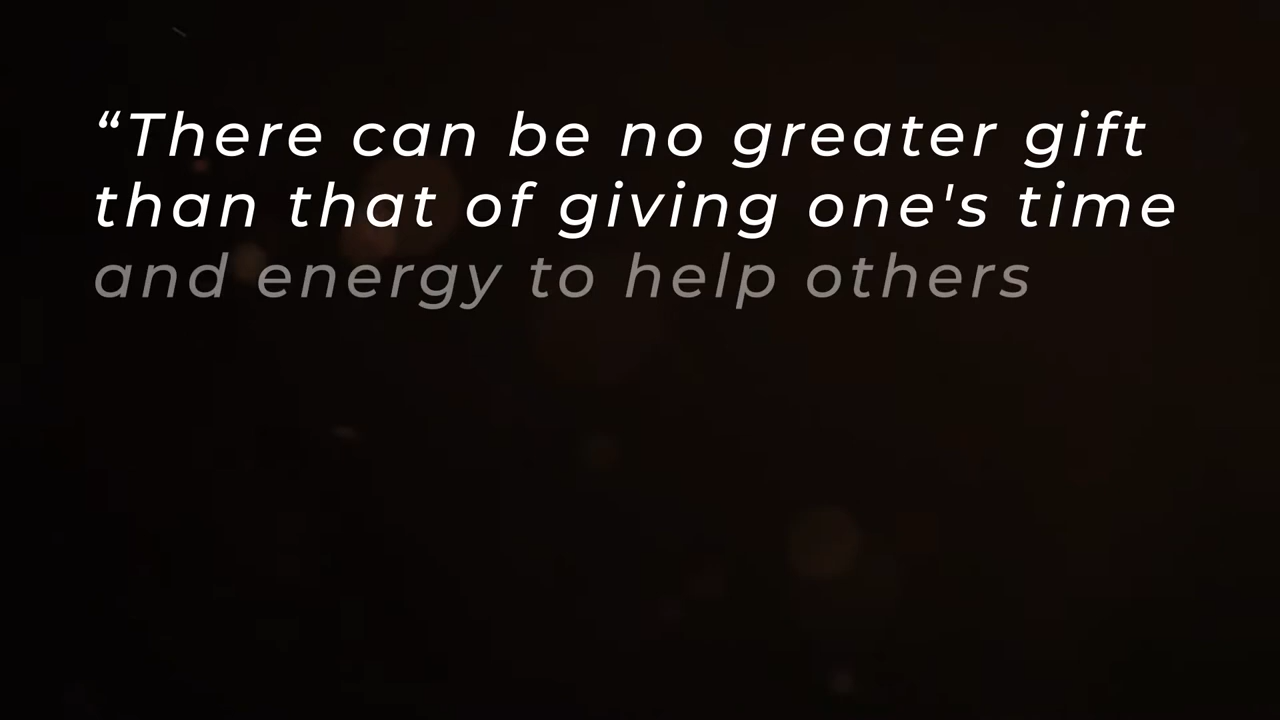 “There can be no greater gift
than that of giving one's time
and energy to help others